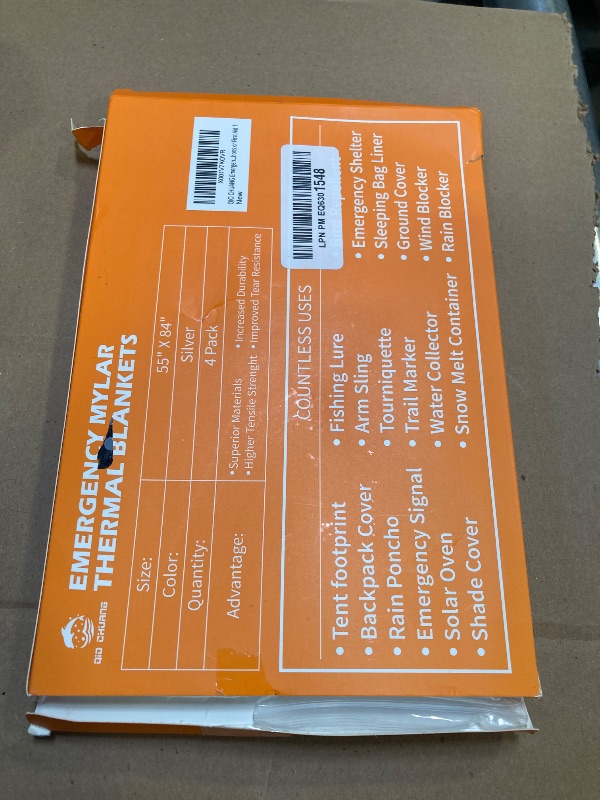 QIO CHUANG
EMERGENCY MYLAR
THERMAL BLANKETS
Size: 55" X 84"
Color: Silver
Quantity: 4 Pack
Advantage:
• Superior Materials • Increased Durability
• Higher Tensile Strenght • Improved Tear Resistance
New
LPN PM EQ630 1548
COUNTLESS USES
• Tent footprint
• Backpack Cover
• Rain Poncho
• Emergency Signal
• Solar Oven
• Shade Cover
• Fishing Lure
• Arm Sling
• Tourniquette
• Trail Marker
• Water Collector
• Snow Melt Container
• Emergency Shelter
• Sleeping Bag Liner
• Ground Cover
• Wind Blocker
• Rain Blocker